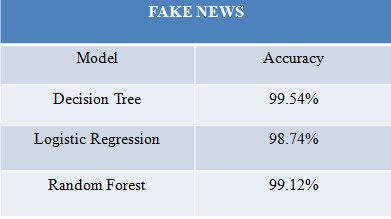 FAKE NEWS
Model Accuracy
Decision Tree 99.54%
Logistic Regression 98.74%
Random Forest 99.12%